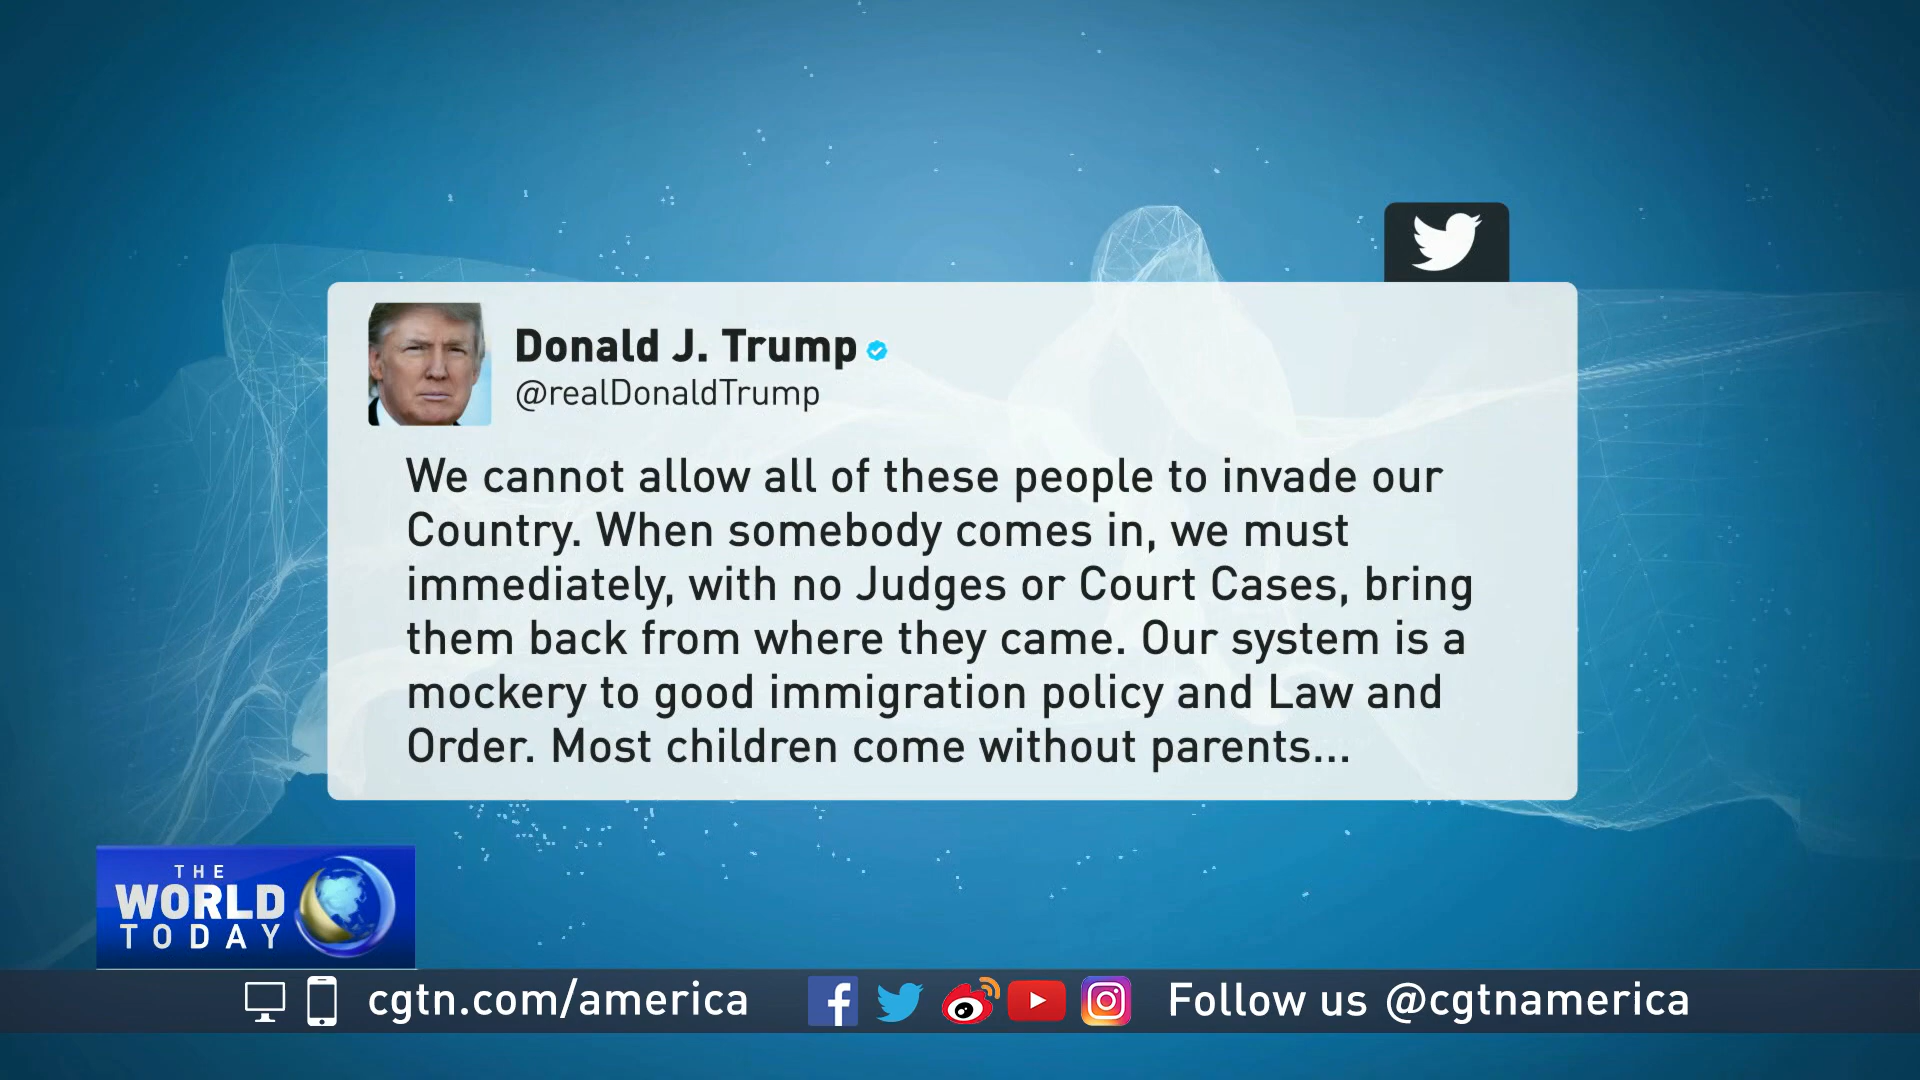 Donald J. Trump
@realDonaldTrump
We cannot allow all of these people to invade our
Country. When somebody comes in, we must
immediately, with no Judges or Court Cases, bring
them back from where they came. Our system is a
mockery to good immigration policy and Law and
Order. Most children come without parents...
THE
WORLD
TODAY
cgtn.com/america
Follow us @cgtnamerica